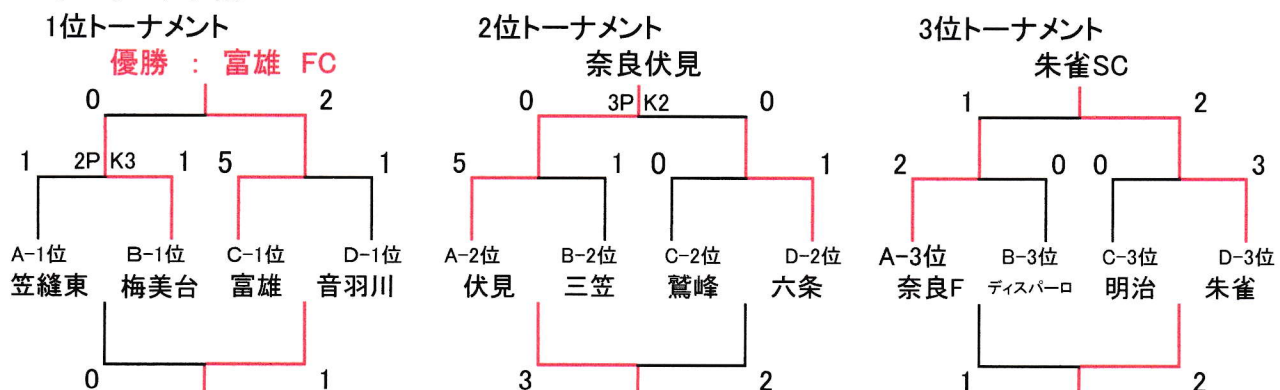 1位トーナメント 2位トーナメント 3位トーナメント
優勝 : 富雄 FC 奈良伏見 朱雀SC
0 2 0 3P K2 0 1 2
1 2P K3 1 5 1 5 1 0 1 2 0 0 3
A-1位 B-1位 C-1位 D-1位 A-2位 B-2位 C-2位 D-2位 A-3位 B-3位 C-3位 D-3位
笠縫東 梅美台 富雄 音羽川 伏見 三笠 鷲峰 六条 奈良F ディスパーロ 明治 朱雀
0 1 3 2 1 2